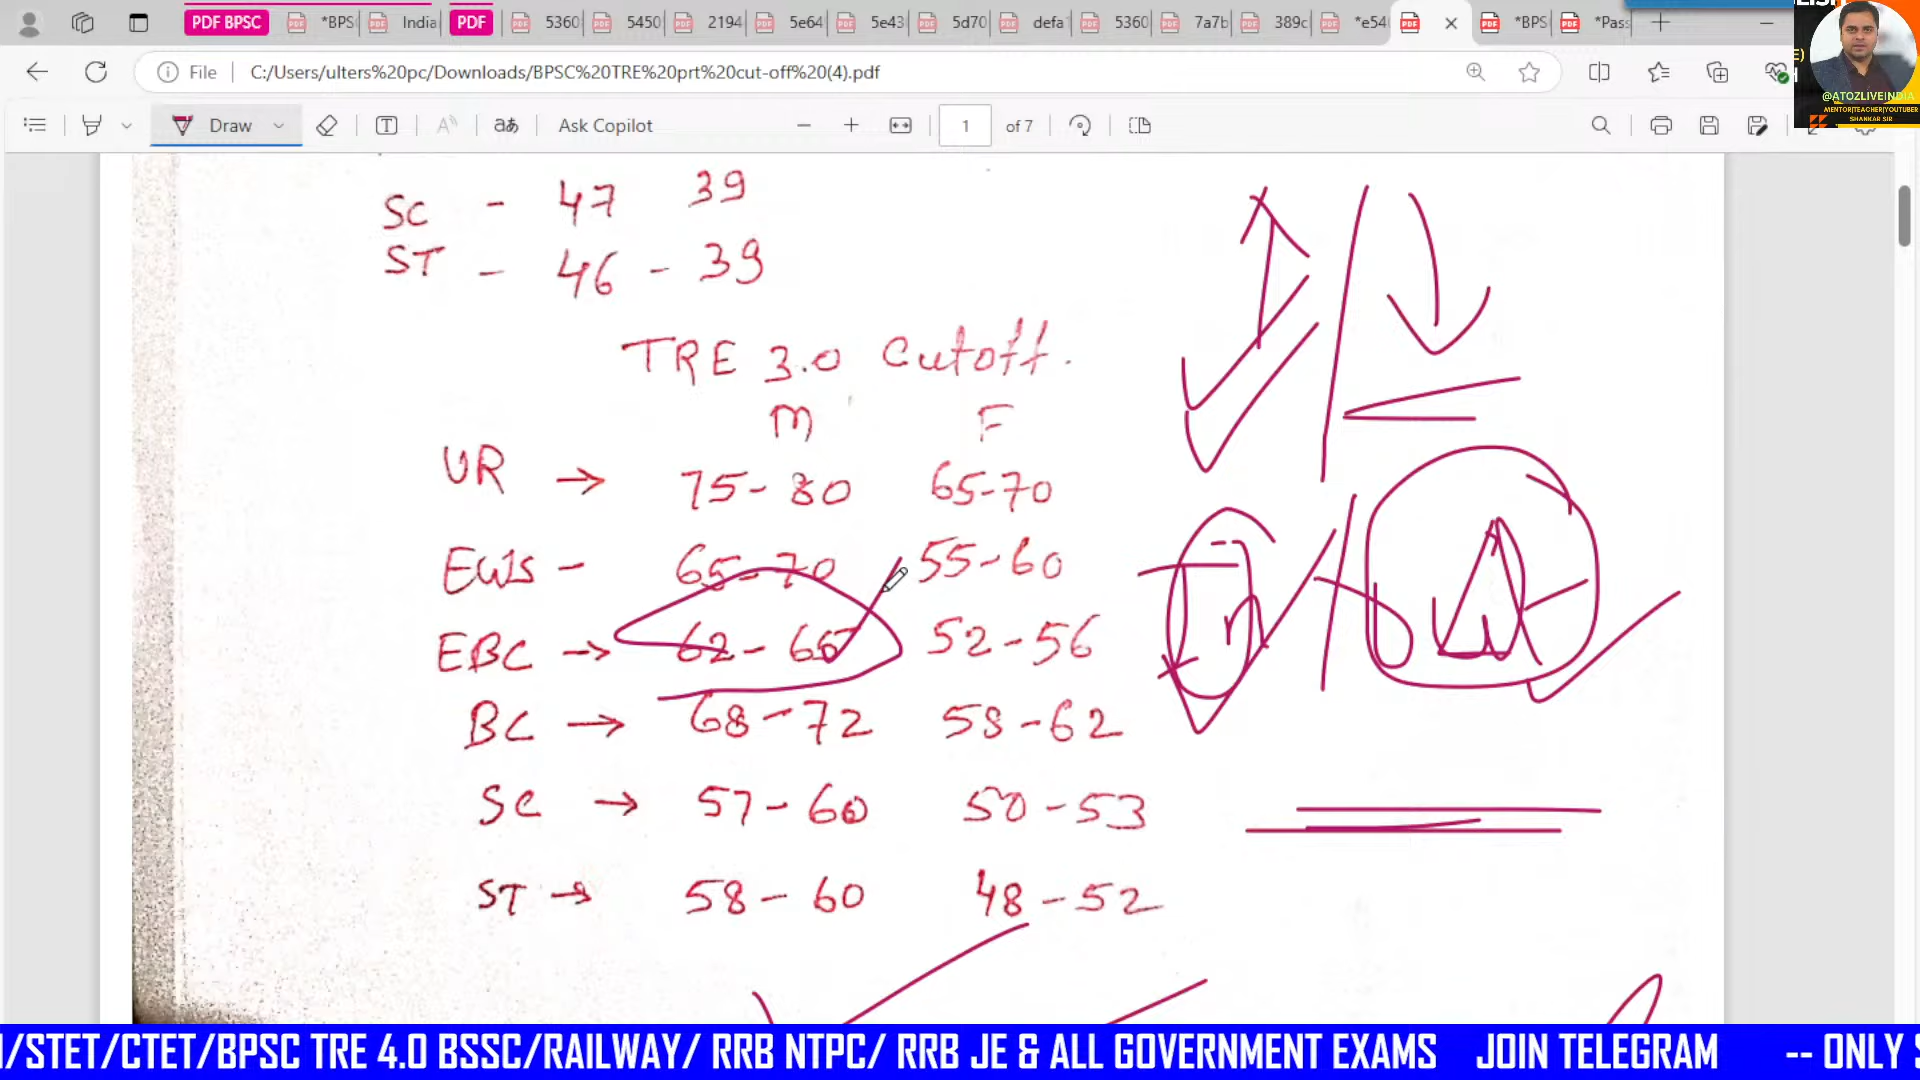 PDF BPSC
*BPS
India
PDF
5360
5450
2194
5e64
5e43
5d70
defa
5360
7a7b
389c
*e54
*BPS
*Pass
File C:/Users/ulters%20pc/Downloads/BPSC%20TRE%20prt%20cut-off%20(4).pdf
@ATOZLIVEINDIA
MENTOR|TEACHER|YOUTUBER
SHANKAR SIR
Draw
Ask Copilot
1 of 7
SC - 47 39
ST - 46 - 39
TRE 3.0 Cutoff.
M F
UR → 75-80 65-70
EWS - 65-70 55-60
EBC → 62-66 52-56
BC → 68-72 58-62
SC → 57-60 50-53
ST → 58-60 48-52
/STET/CTET/BPSC TRE 4.0 BSSC/RAILWAY/ RRB NTPC/ RRB JE & ALL GOVERNMENT EXAMS JOIN TELEGRAM -- ONLY